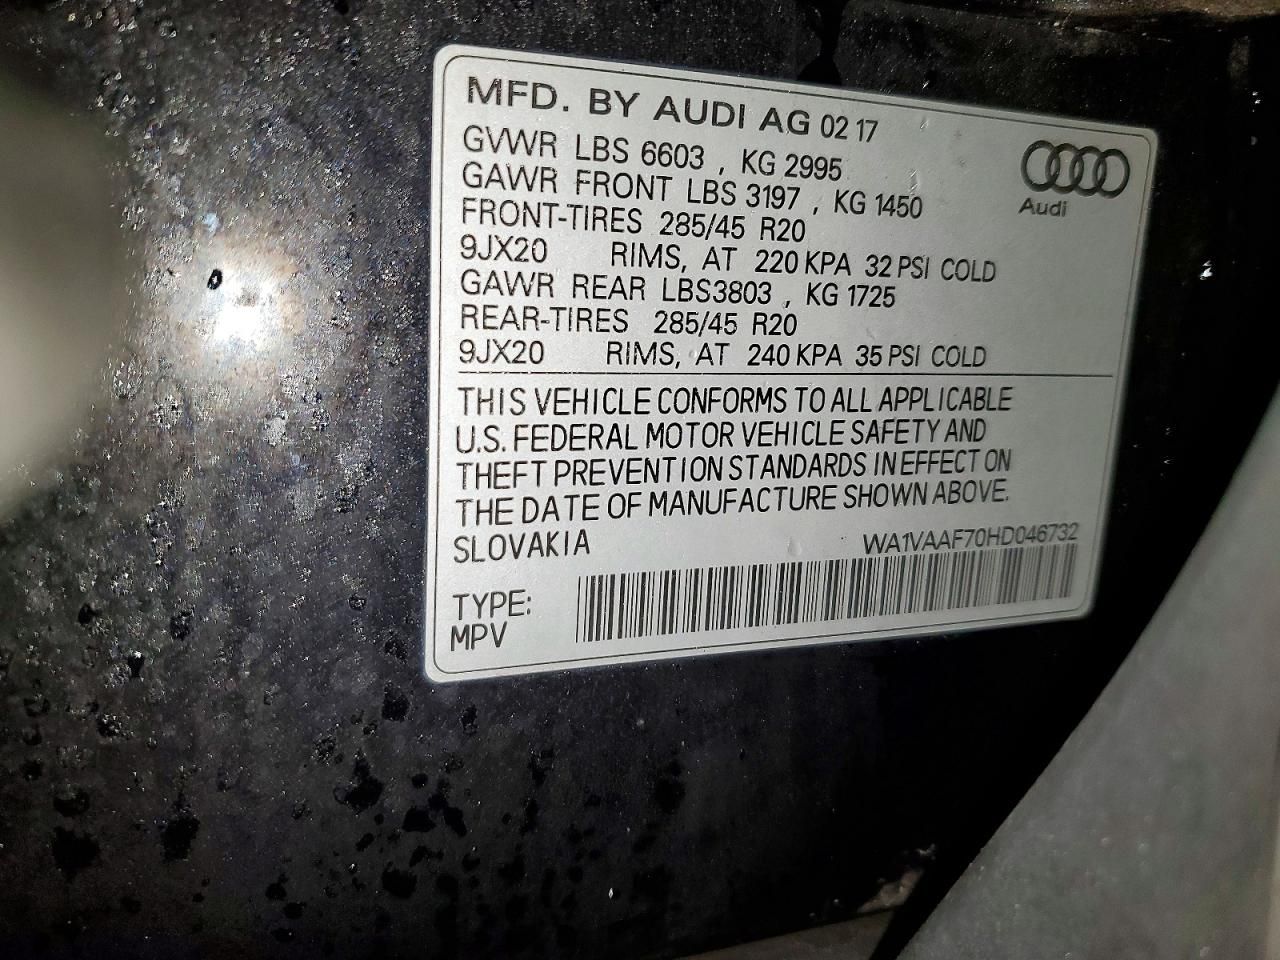 MFD. BY AUDI AG 02 17
GVWR LBS 6603 , KG 2995
GAWR FRONT LBS 3197 , KG 1450
FRONT-TIRES 285/45 R20
9JX20 RIMS, AT 220 KPA 32 PSI COLD
GAWR REAR LBS3803 , KG 1725
REAR-TIRES 285/45 R20
9JX20 RIMS, AT 240 KPA 35 PSI COLD
Audi
THIS VEHICLE CONFORMS TO ALL APPLICABLE
U.S. FEDERAL MOTOR VEHICLE SAFETY AND
THEFT PREVENTION STANDARDS IN EFFECT ON
THE DATE OF MANUFACTURE SHOWN ABOVE.
SLOVAKIA WA1VAAF70HD046732
TYPE:
MPV